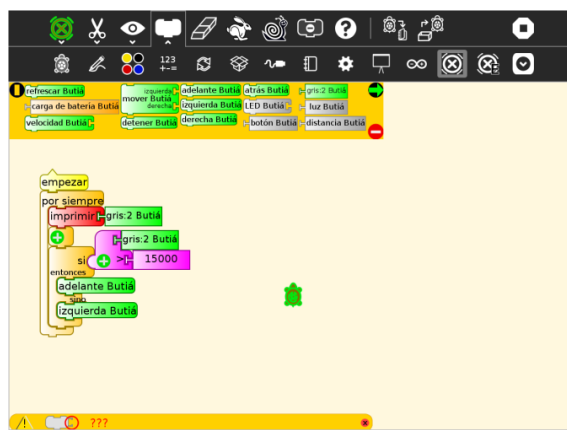 123
+-=
refrescar Butiá
izquierda
mover Butiá
derecha
adelante Butiá
atrás Butiá
gris:2 Butiá
carga de batería Butiá
izquierda Butiá
LED Butiá
luz Butiá
velocidad Butiá
detener Butiá
derecha Butiá
botón Butiá
distancia Butiá
empezar
por siempre
imprimir
gris:2 Butiá
gris:2 Butiá
si
>
15000
entonces
adelante Butiá
sino
izquierda Butiá
???